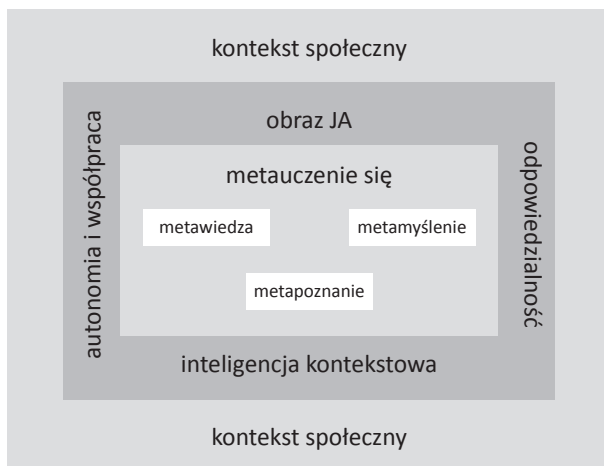 kontekst społeczny
obraz JA
autonomia i współpraca
metauczenie się
metawiedza
metamyślenie
metapoznanie
odpowiedzialność
inteligencja kontekstowa
kontekst społeczny